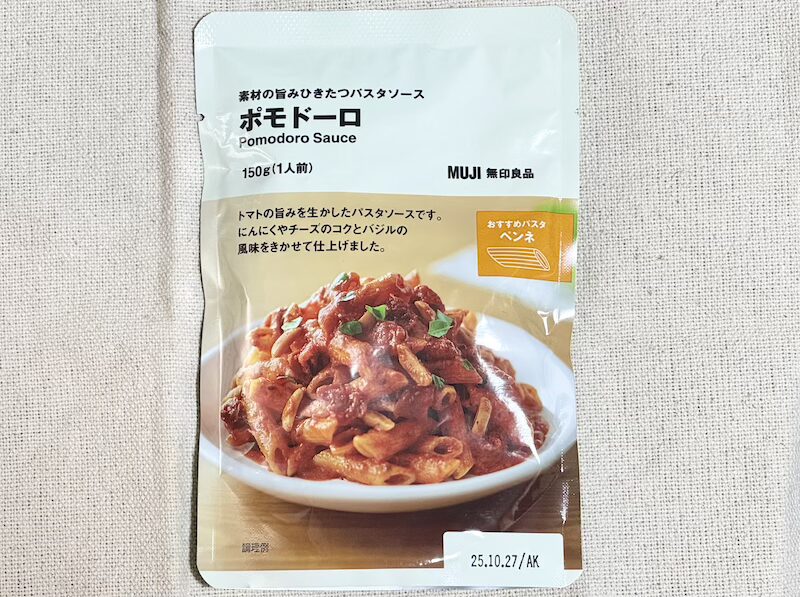 素材の旨みひきたつパスタソース
ポモドーロ
Pomodoro Sauce
150g(1人前)
MUJI 無印良品
トマトの旨みを生かしたパスタソースです。
にんにくやチーズのコクとバジルの
風味をきかせて仕上げました。
おすすめパスタ
ペンネ
調理例
25.10.27/AK